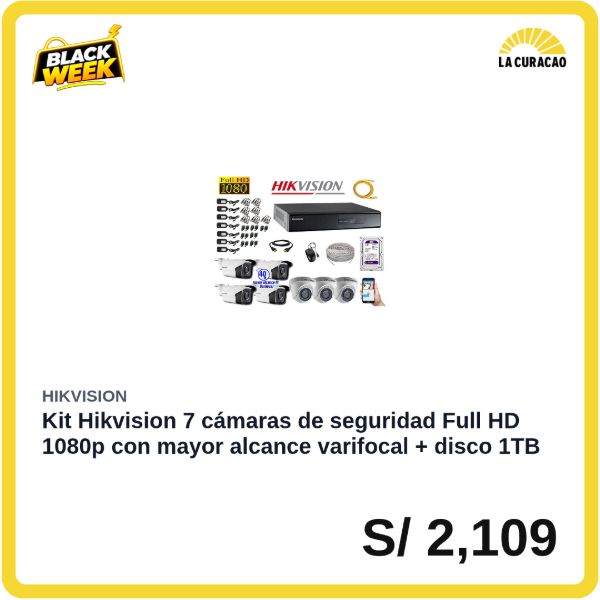 BLACK
WEEK
LA CURACAO
Full HD
1080
HIKVISION
HIKVISION
Kit Hikvision 7 cámaras de seguridad Full HD
1080p con mayor alcance varifocal + disco 1TB
S/ 2,109